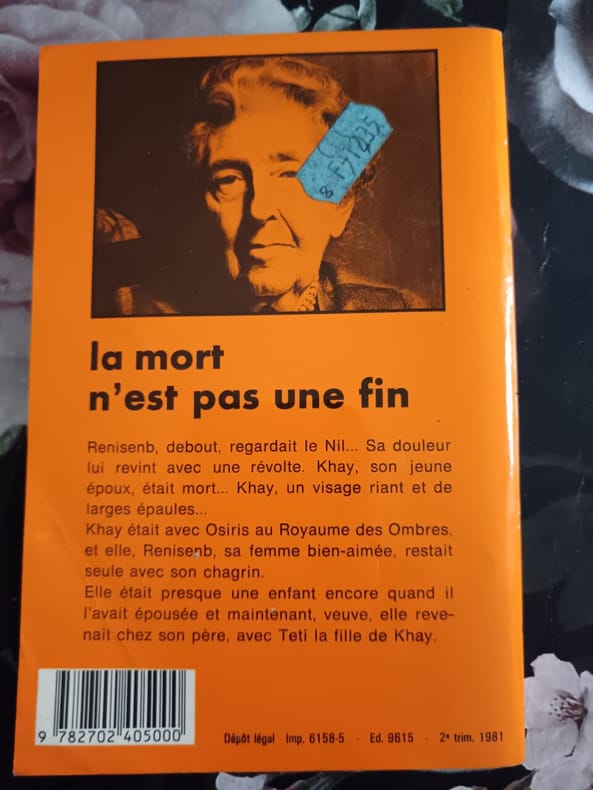 la mort
n'est pas une fin
Renisenb, debout, regardait le Nil... Sa douleur
lui revint avec une révolte. Khay, son jeune
époux, était mort... Khay, un visage riant et de
larges épaules...
Khay était avec Osiris au Royaume des Ombres,
et elle, Renisenb, sa femme bien-aimée, restait
seule avec son chagrin.
Elle était presque une enfant encore quand il
l'avait épousée et maintenant, veuve, elle reve-
nait chez son père, avec Teti la fille de Khay.
9 782702 405000
Dépôt légal Imp. 6158-5 - Ed. 9615 - 2e trim. 1981